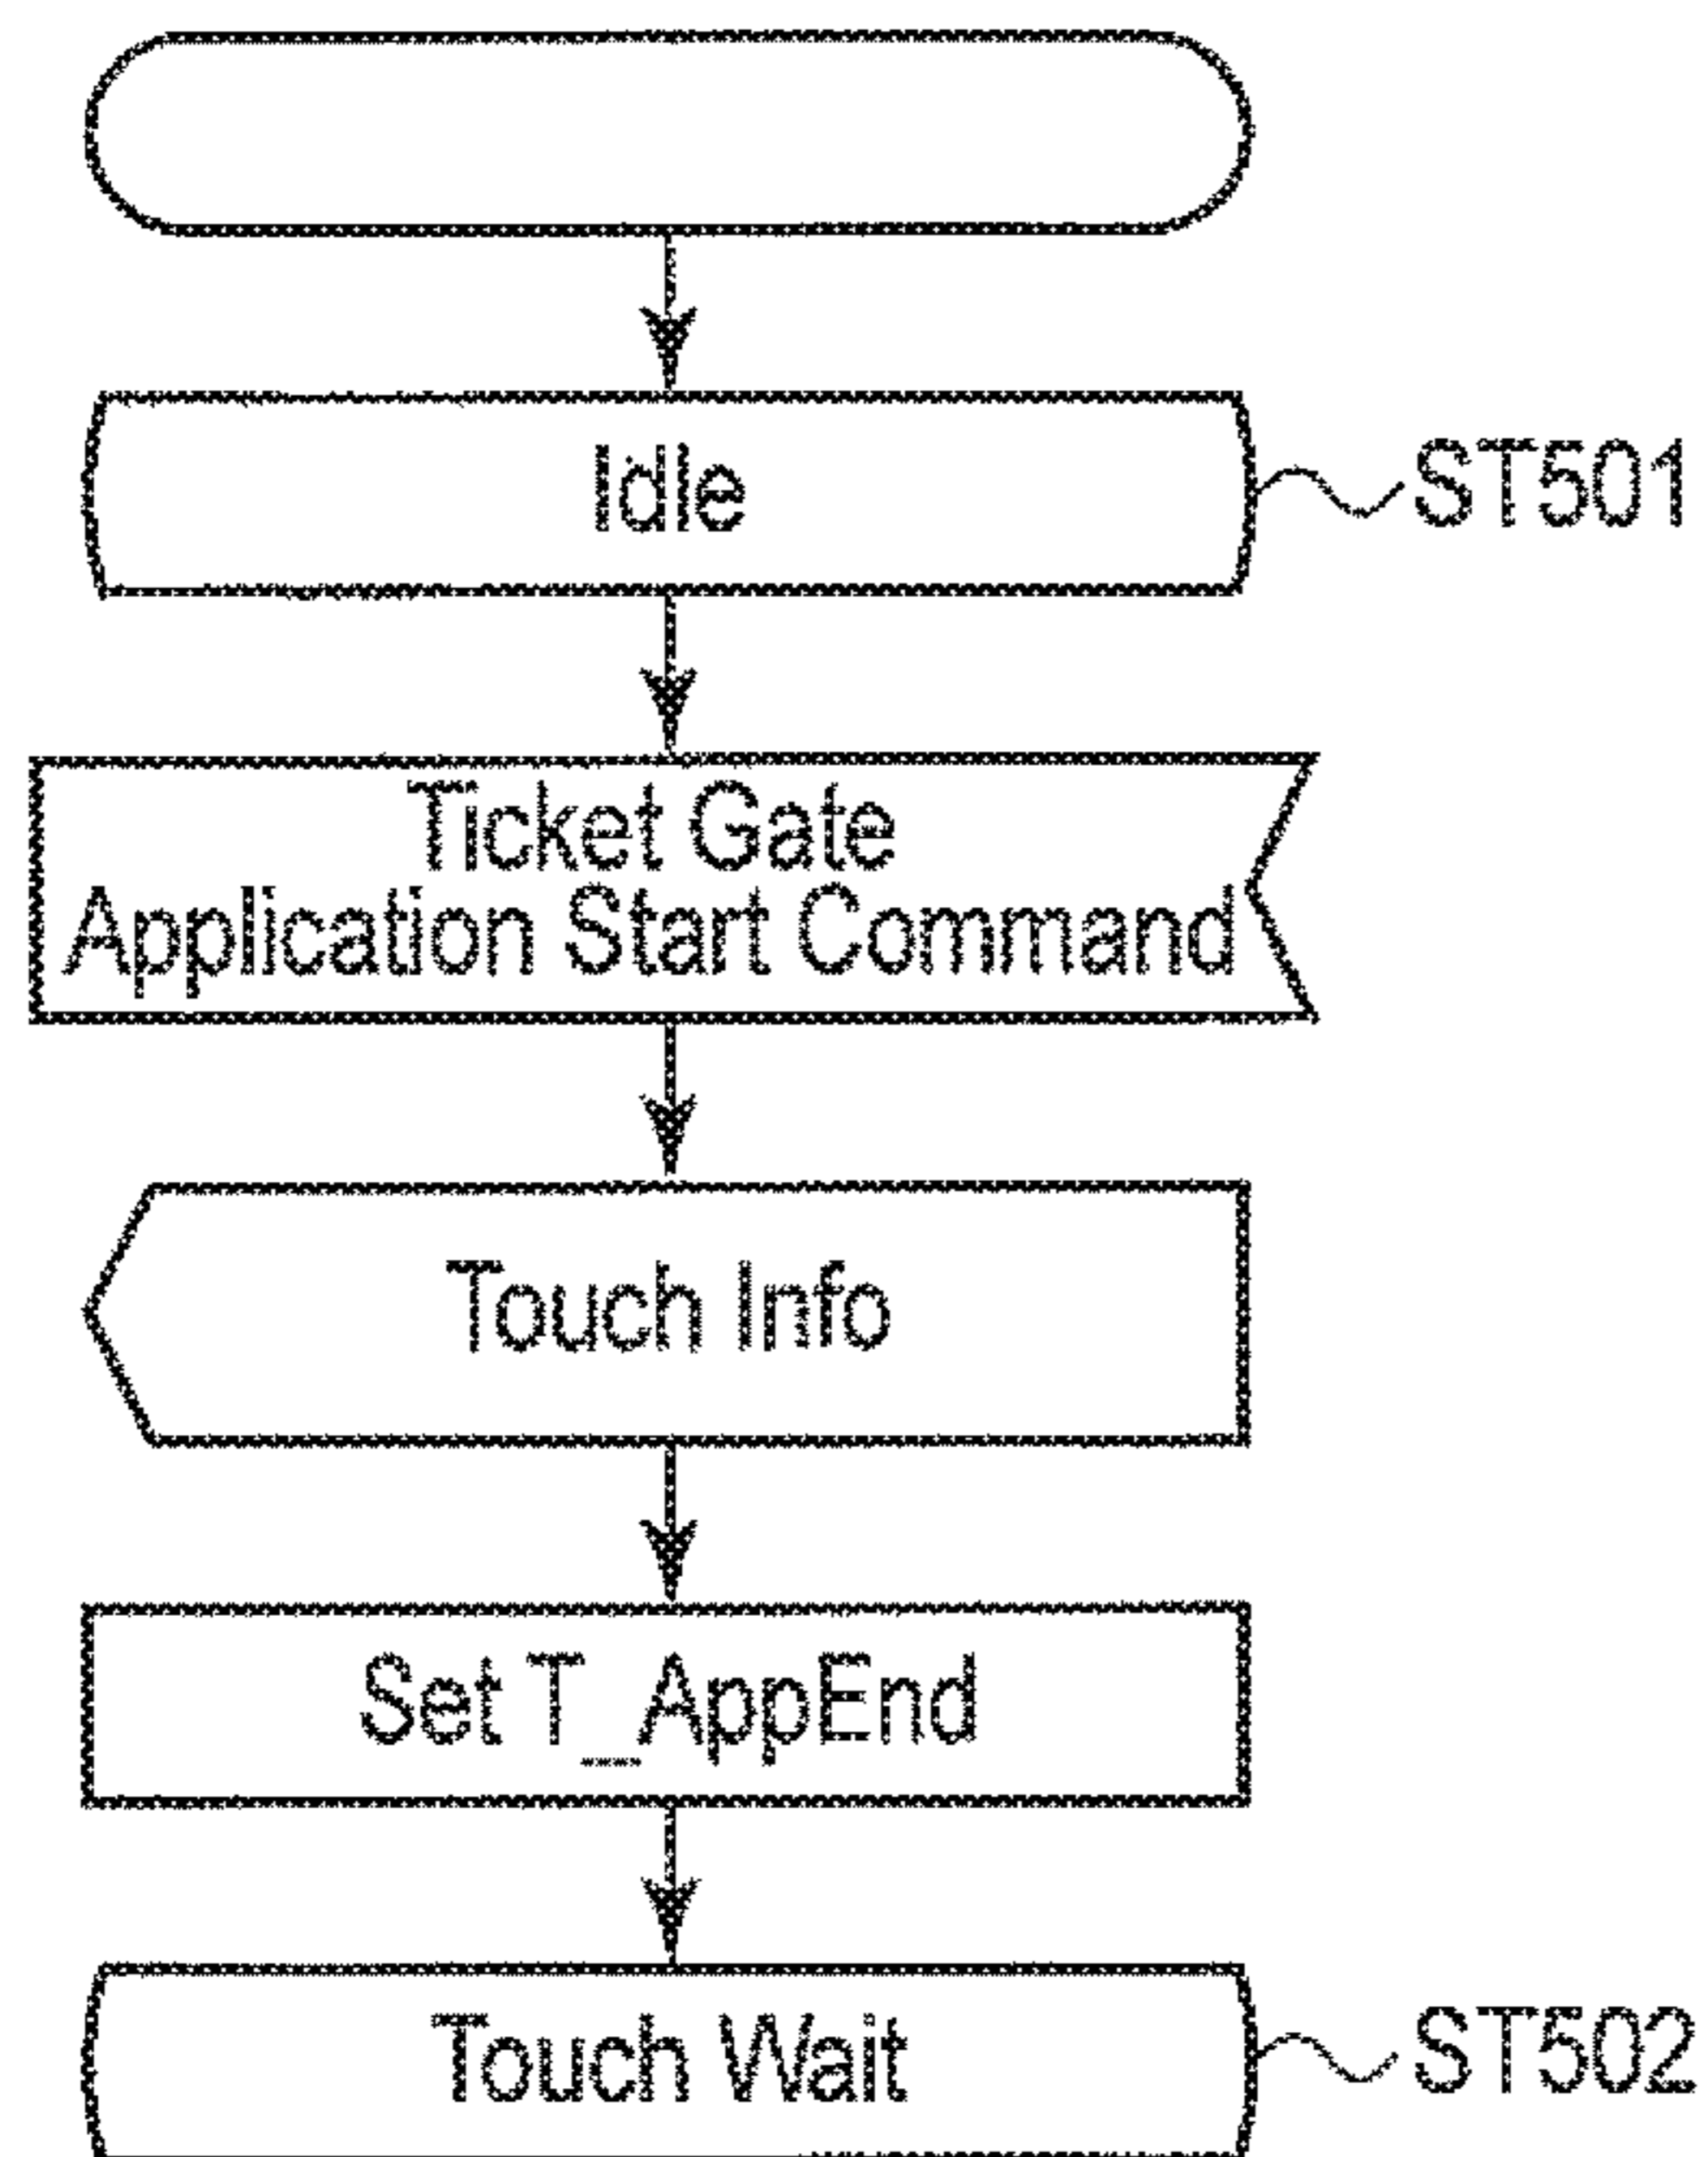 Idle
ST501
Ticket Gate
Application Start Command
Touch Info
Set T_AppEnd
Touch Wait
ST502